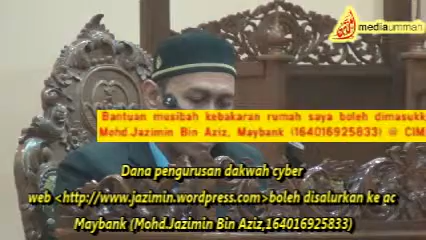 mediaummah
Bantuan musibah kebakaran rumah saya boleh dimasukk
Mohd.Jazimin Bin Aziz, Maybank (164016925833) @ CIM
Dana pengurusan dakwah cyber
web <http://www.jazimin.wordpress.com>boleh disalurkan ke ac
Maybank (Mohd.Jazimin Bin Aziz,164016925833)